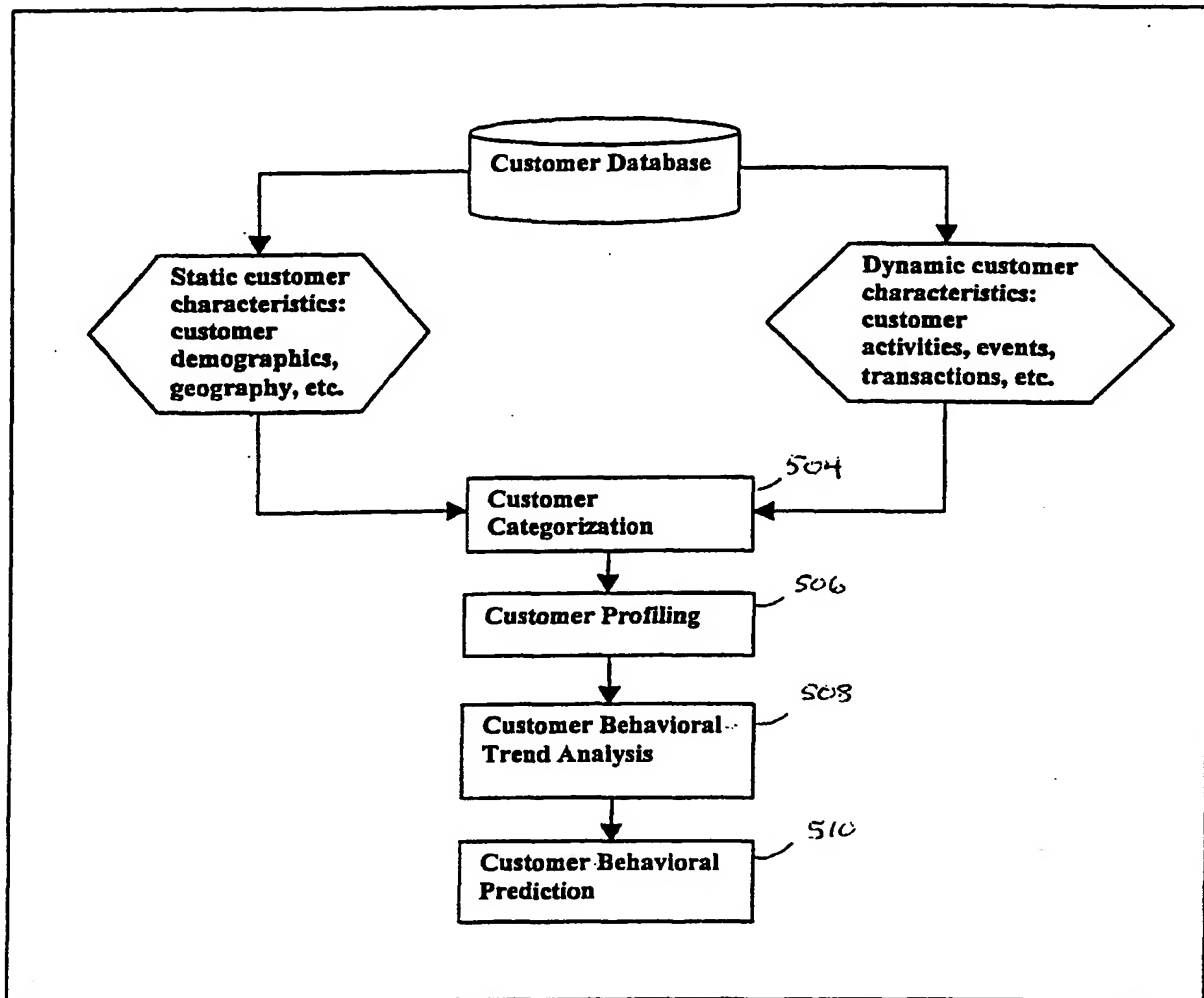 Customer Database
Static customer
characteristics:
customer
demographics,
geography, etc.
Dynamic customer
characteristics:
customer
activities, events,
transactions, etc.
504
Customer
Categorization
506
Customer Profiling
508
Customer Behavioral
Trend Analysis
510
Customer Behavioral
Prediction